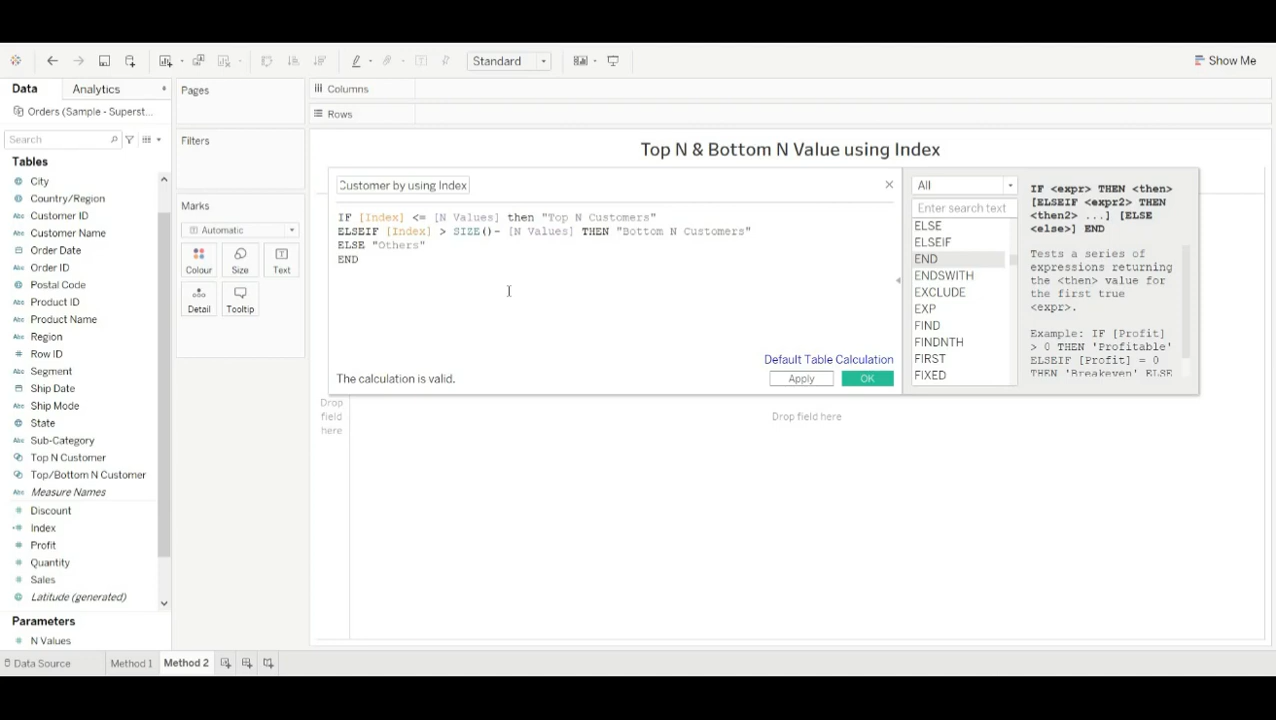 Standard
Show Me
Data
Analytics
Pages
Columns
Orders (Sample - Superst...
Rows
Search
Filters
Top N & Bottom N Value using Index
Tables
City
Country/Region
Customer ID
Customer Name
Order Date
Order ID
Postal Code
Product ID
Product Name
Region
Row ID
Segment
Ship Date
Ship Mode
State
Sub-Category
Top N Customer
Top/Bottom N Customer
Measure Names
Discount
Index
Profit
Quantity
Sales
Latitude (generated)
Parameters
N Values
Marks
Automatic
Colour
Size
Text
Detail
Tooltip
Customer by using Index
IF [Index] <= [N Values] then "Top N Customers"
ELSEIF [Index] > SIZE()- [N Values] THEN "Bottom N Customers"
ELSE "Others"
END
Default Table Calculation
The calculation is valid.
Apply
OK
All
Enter search text
ELSE
ELSEIF
END
ENDSWITH
EXCLUDE
EXP
FIND
FINDNTH
FIRST
FIXED
IF <expr> THEN <then>
[ELSEIF <expr2> THEN
<then2> ...] [ELSE
<else>] END
Tests a series of
expressions returning
the <then> value for
the first true
<expr>.
Example: IF [Profit]
> 0 THEN 'Profitable'
ELSEIF [Profit] = 0
THEN 'Breakeven' ELSE
Drop
field
here
Drop field here
Data Source
Method 1
Method 2